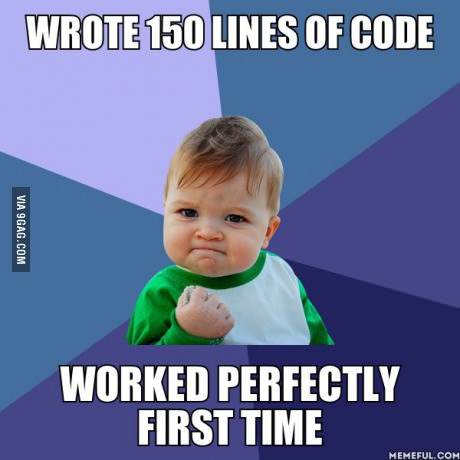 WROTE 150 LINES OF CODE
VIA 9GAG.COM
WORKED PERFECTLY
FIRST TIME
MEMEFUL.COM